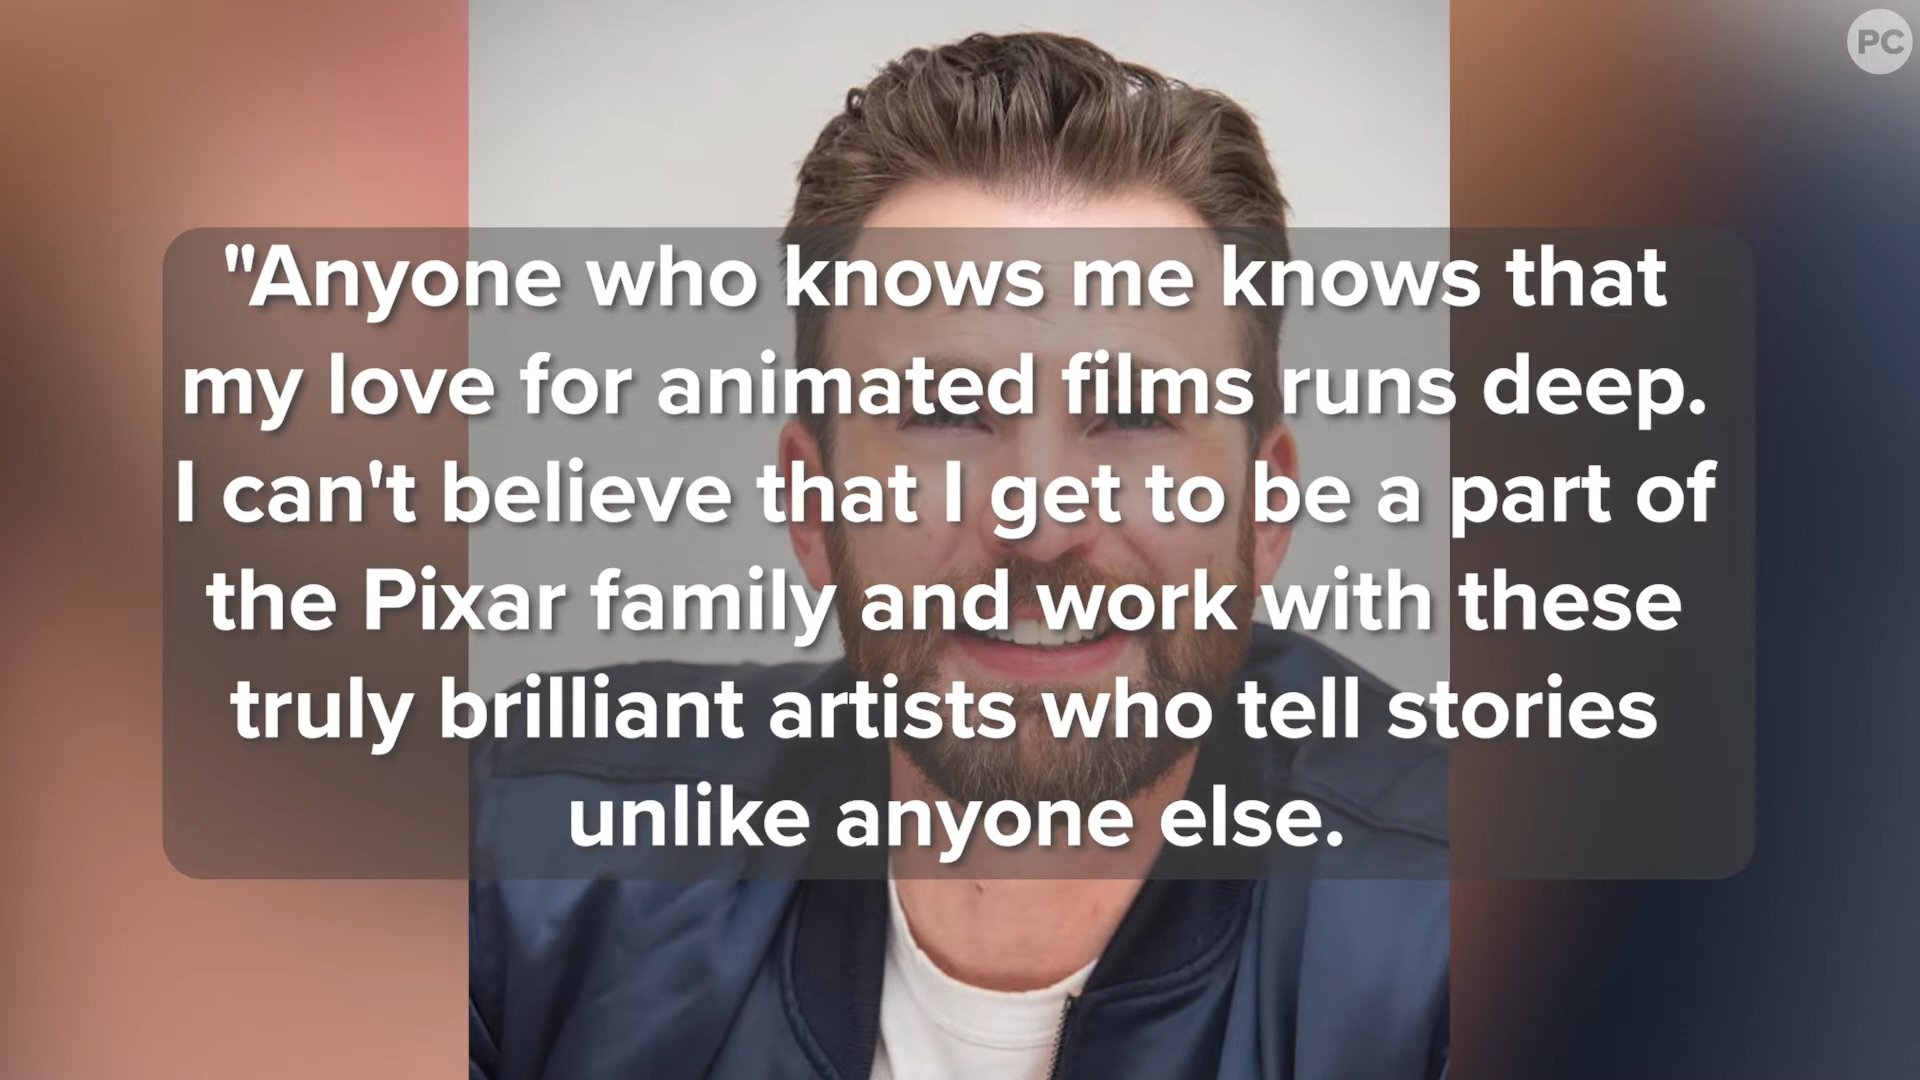 PC
"Anyone who knows me knows that
my love for animated films runs deep.
I can't believe that I get to be a part of
the Pixar family and work with these
truly brilliant artists who tell stories
unlike anyone else.